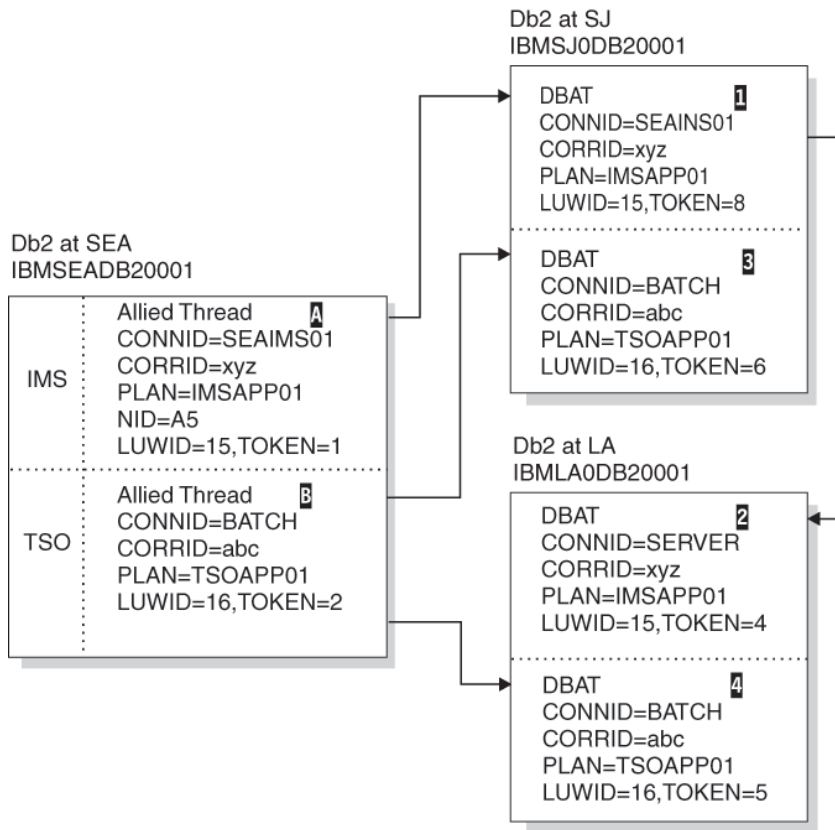 Db2 at SJ
IBMSJ0DB20001
DBAT 1
CONNID=SEAINS01
CORRID=xyz
PLAN=IMSAPP01
LUWID=15,TOKEN=8
DBAT 3
CONNID=BATCH
CORRID=abc
PLAN=TSOAPP01
LUWID=16,TOKEN=6
Db2 at SEA
IBMSEADB20001
IMS
Allied Thread A
CONNID=SEAIMS01
CORRID=xyz
PLAN=IMSAPP01
NID=A5
LUWID=15,TOKEN=1
TSO
Allied Thread B
CONNID=BATCH
CORRID=abc
PLAN=TSOAPP01
LUWID=16,TOKEN=2
Db2 at LA
IBMLA0DB20001
DBAT 2
CONNID=SERVER
CORRID=xyz
PLAN=IMSAPP01
LUWID=15,TOKEN=4
DBAT 4
CONNID=BATCH
CORRID=abc
PLAN=TSOAPP01
LUWID=16,TOKEN=5